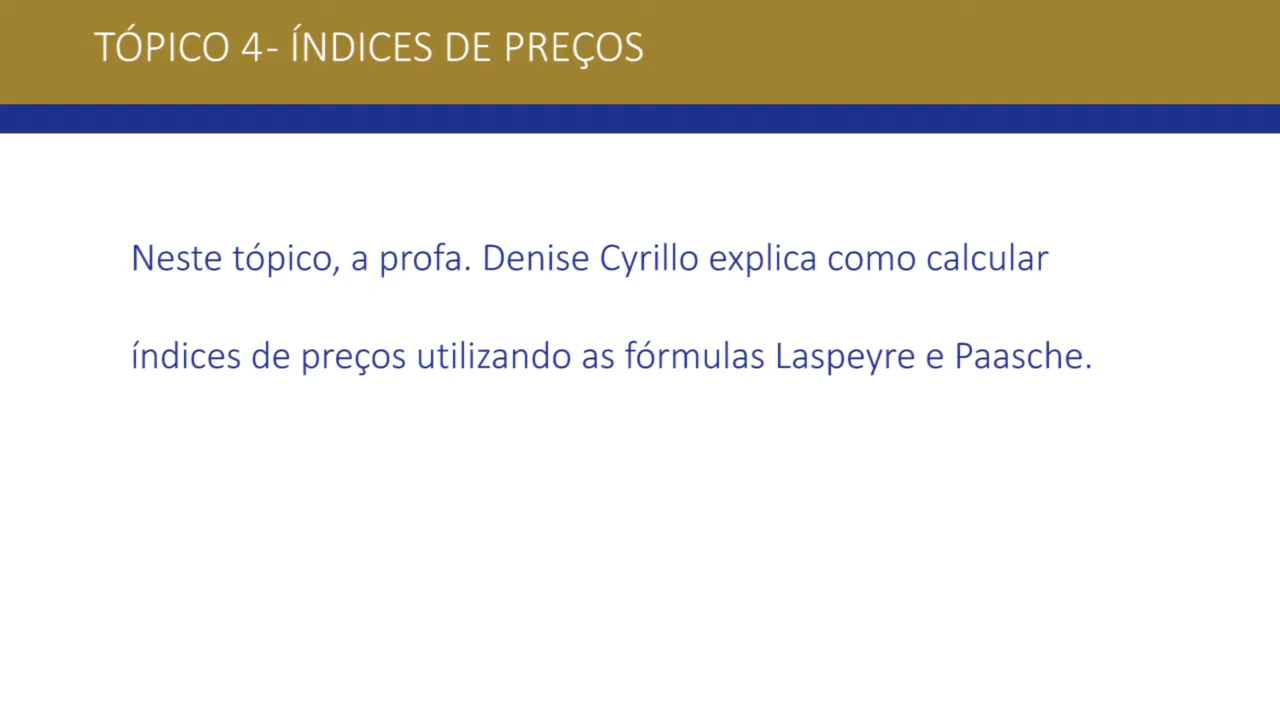 TÓPICO 4- ÍNDICES DE PREÇOS
Neste tópico, a profa. Denise Cyrillo explica como calcular
índices de preços utilizando as fórmulas Laspeyre e Paasche.